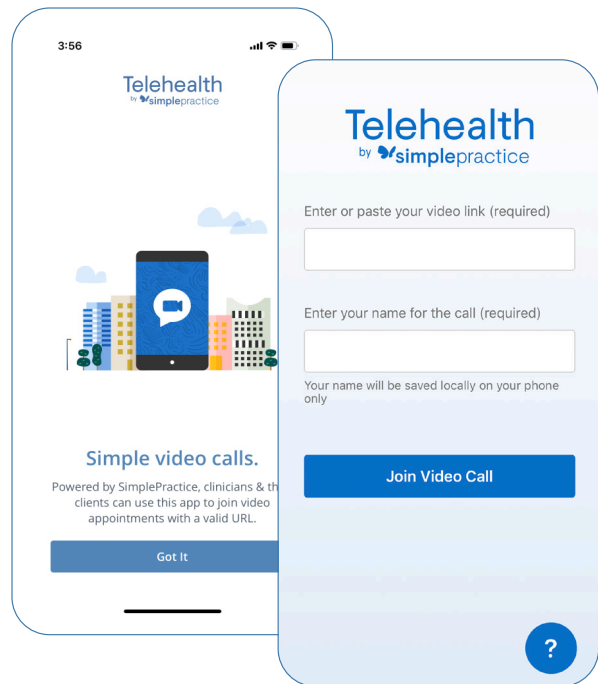 3:56
Telehealth
by simplepractice
Simple video calls.
Powered by SimplePractice, clinicians &
clients can use this app to join video
appointments with a valid URL.
Got It
Telehealth
by simplepractice
Enter or paste your video link (required)
Enter your name for the call (required)
Your name will be saved locally on your phone
only
Join Video Call
?